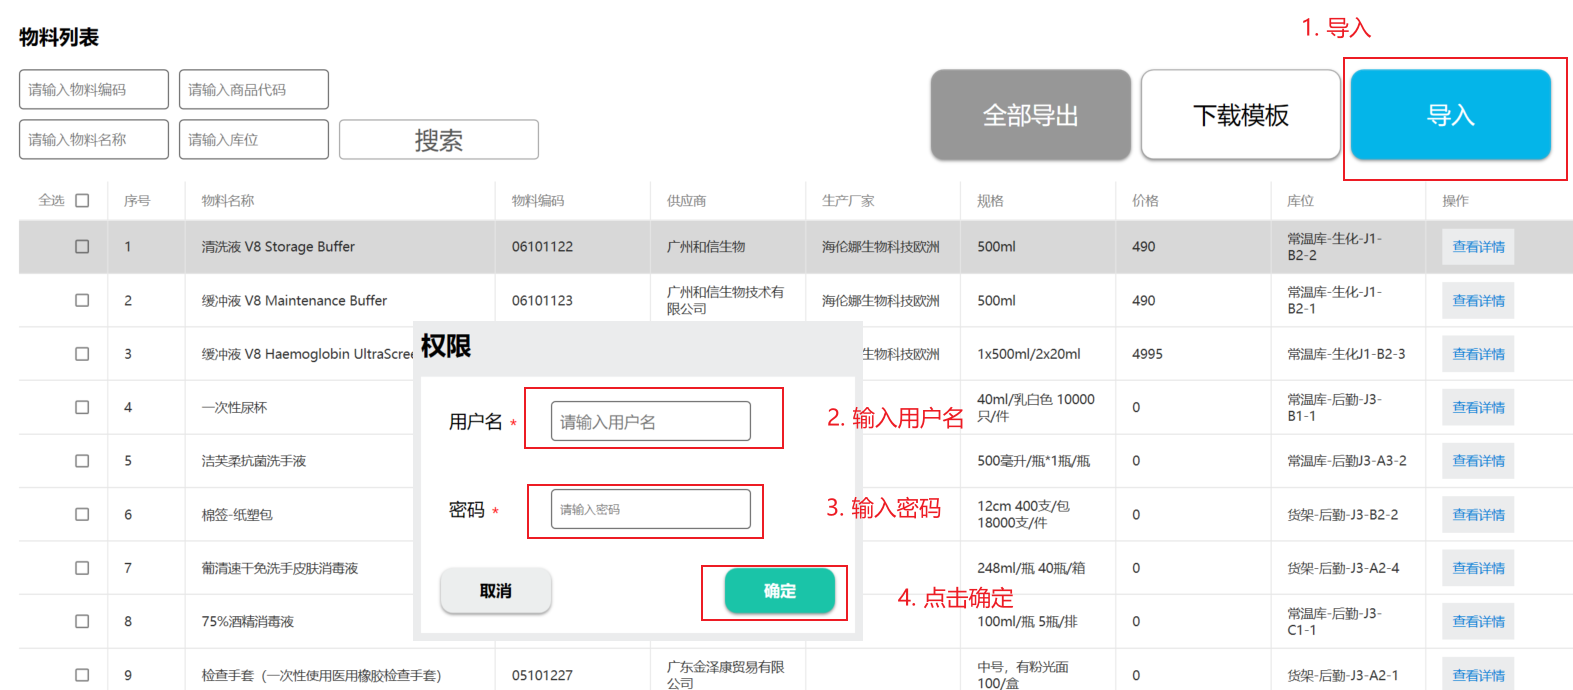 1. 导入
物料列表
请输入物料编码 请输入商品代码
全部导出 下载模板 导入
请输入物料名称 请输入库位 搜索
全选 序号 物料名称 物料编码 供应商 生产厂家 规格 价格 库位 操作
1 清洗液 V8 Storage Buffer 06101122 广州和信生物 海伦娜生物科技欧洲 500ml 490 常温库-生化-J1-
B2-2 查看详情
2 缓冲液 V8 Maintenance Buffer 06101123 广州和信生物技术有
限公司 海伦娜生物科技欧洲 500ml 490 常温库-生化-J1-
B2-1 查看详情
3 缓冲液 V8 Haemoglobin UltraScree 生物科技欧洲 1x500ml/2x20ml 4995 常温库-生化J1-B2-3 查看详情
4 一次性尿杯 40ml/乳白色 10000
只/件 0 常温库-后勤-J3-
B1-1 查看详情
5 洁芙柔抗菌洗手液 500毫升/瓶*1瓶/瓶 0 常温库-后勤J3-A3-2 查看详情
6 棉签-纸塑包 12cm 400支/包
18000支/件 0 货架-后勤-J3-B2-2 查看详情
7 葡清速干免洗手皮肤消毒液 248ml/瓶 40瓶/箱 0 货架-后勤-J3-A2-4 查看详情
8 75%酒精消毒液 100ml/瓶 5瓶/排 0 常温库-后勤-J3-
C1-1 查看详情
9 检查手套（一次性使用医用橡胶检查手套） 05101227 广东金泽康贸易有限
公司 中号，有粉光面
100/盒 0 货架-后勤-J3-A2-1 查看详情
权限
用户名 * 请输入用户名
2. 输入用户名
密码 * 请输入密码
3. 输入密码
取消 确定
4. 点击确定